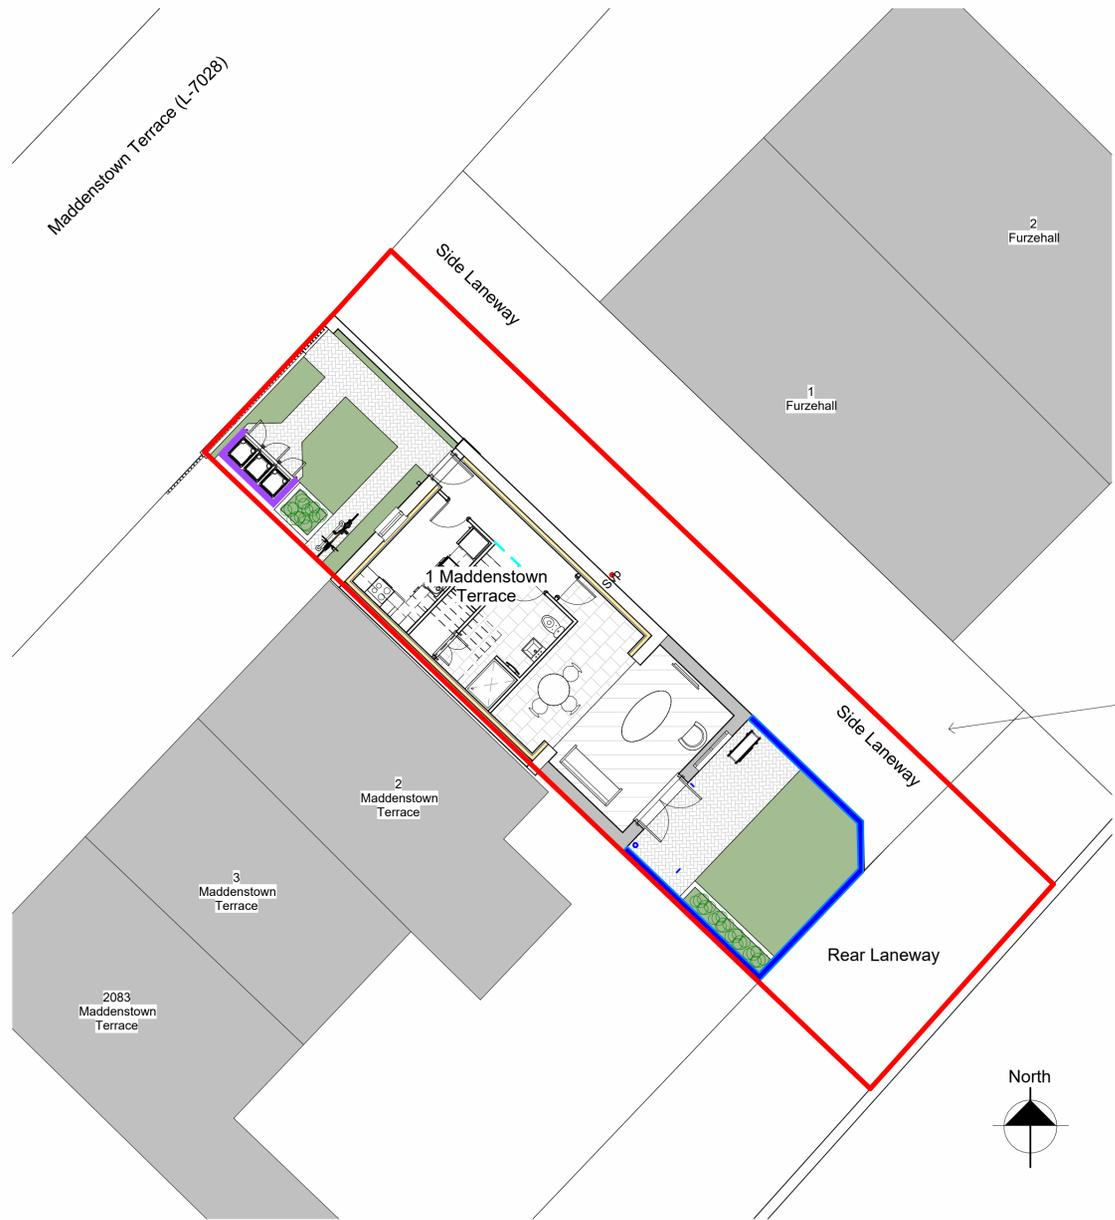 Maddenstown Terrace (L-7028)
2
Furzehall
Side Laneway
1
Furzehall
1 Maddenstown
Terrace
Svp
Side Laneway
2
Maddenstown
Terrace
3
Maddenstown
Terrace
Rear Laneway
2083
Maddenstown
Terrace
North